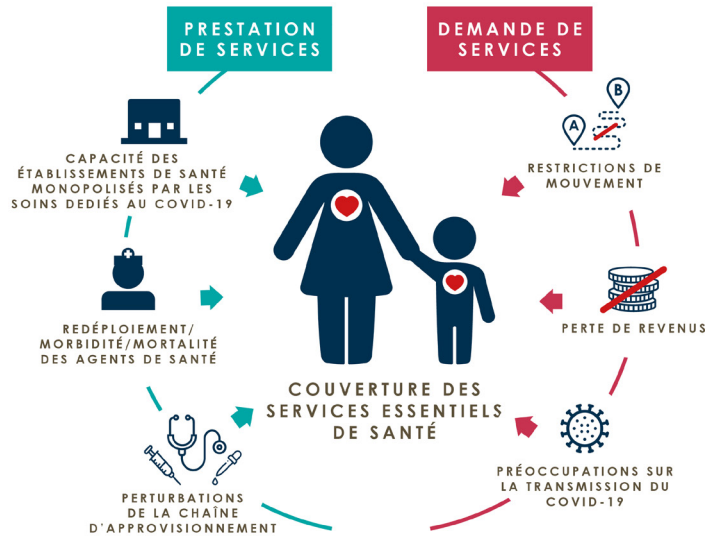 PRESTATION
DE SERVICES
CAPACITÉ DES
ÉTABLISSEMENTS DE SANTÉ
MONOPOLISÉS PAR LES
SOINS DEDIÉS AU COVID-19
REDÉPLOIEMENT/
MORBIDITÉ/MORTALITÉ
DES AGENTS DE SANTÉ
PERTURBATIONS
DE LA CHAÎNE
D'APPROVISIONNEMENT
COUVERTURE DES
SERVICES ESSENTIELS
DE SANTÉ
DEMANDE DE
SERVICES
B
A
RESTRICTIONS DE
MOUVEMENT
PERTE DE REVENUS
PRÉOCCUPATIONS SUR
LA TRANSMISSION DU
COVID-19